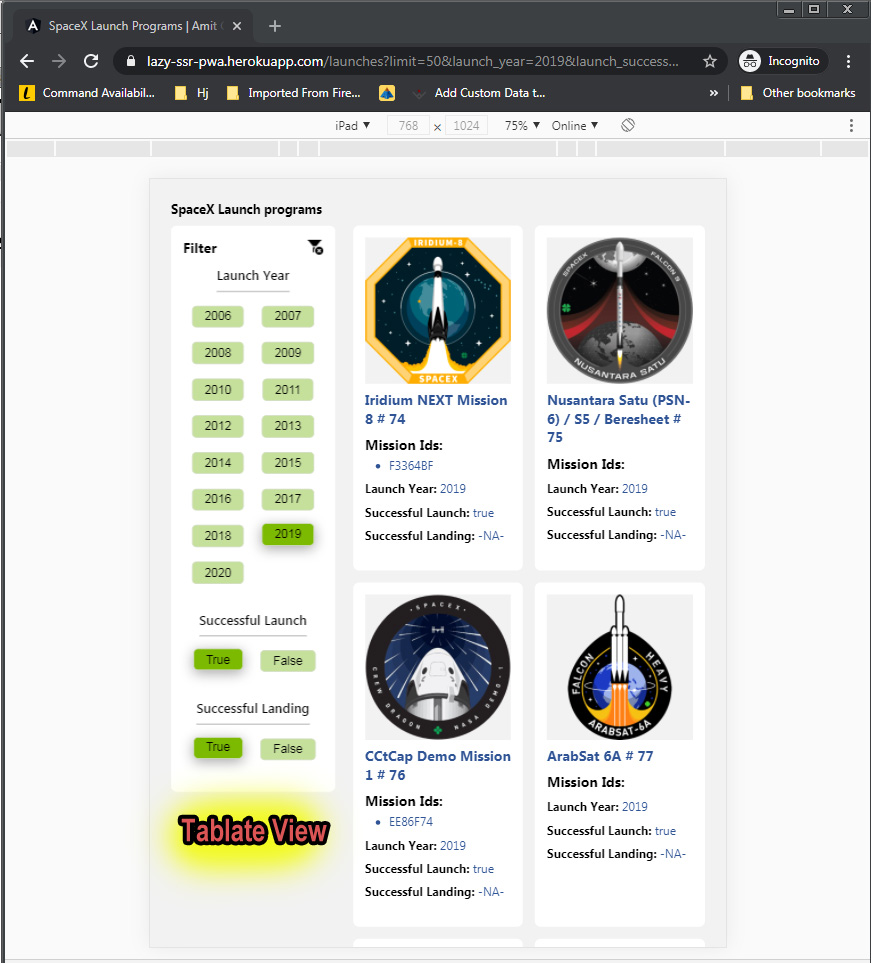 SpaceX Launch Programs | Amit
lazy-ssr-pwa.herokuapp.com/launches?limit=50&launch_year=2019&launch_success...
Incognito
Command Availabil...
Hj
Imported From Fire...
Add Custom Data t...
»
Other bookmarks
iPad ▼ 768 × 1024 75% ▼ Online ▼
SpaceX Launch programs
Filter
Launch Year
2006 2007
2008 2009
2010 2011
2012 2013
2014 2015
2016 2017
2018 2019
2020
Successful Launch
True False
Successful Landing
True False
Tablate View
IRIDIUM-8
SPACEX
Iridium NEXT Mission
8 # 74
Mission Ids:
• F3364BF
Launch Year: 2019
Successful Launch: true
Successful Landing: -NA-
SPACEX FALCON 9
NUSANTARA SATU
Nusantara Satu (PSN-
6) / S5 / Beresheet #
75
Mission Ids:
Launch Year: 2019
Successful Launch: true
Successful Landing: -NA-
SPACEX
CREW DRAGON NASA DEMO-1
CCtCap Demo Mission
1 # 76
Mission Ids:
• EE86F74
Launch Year: 2019
Successful Launch: true
Successful Landing: -NA-
FALCON HEAVY
ARABSAT-6A
ArabSat 6A # 77
Mission Ids:
Launch Year: 2019
Successful Launch: true
Successful Landing: -NA-